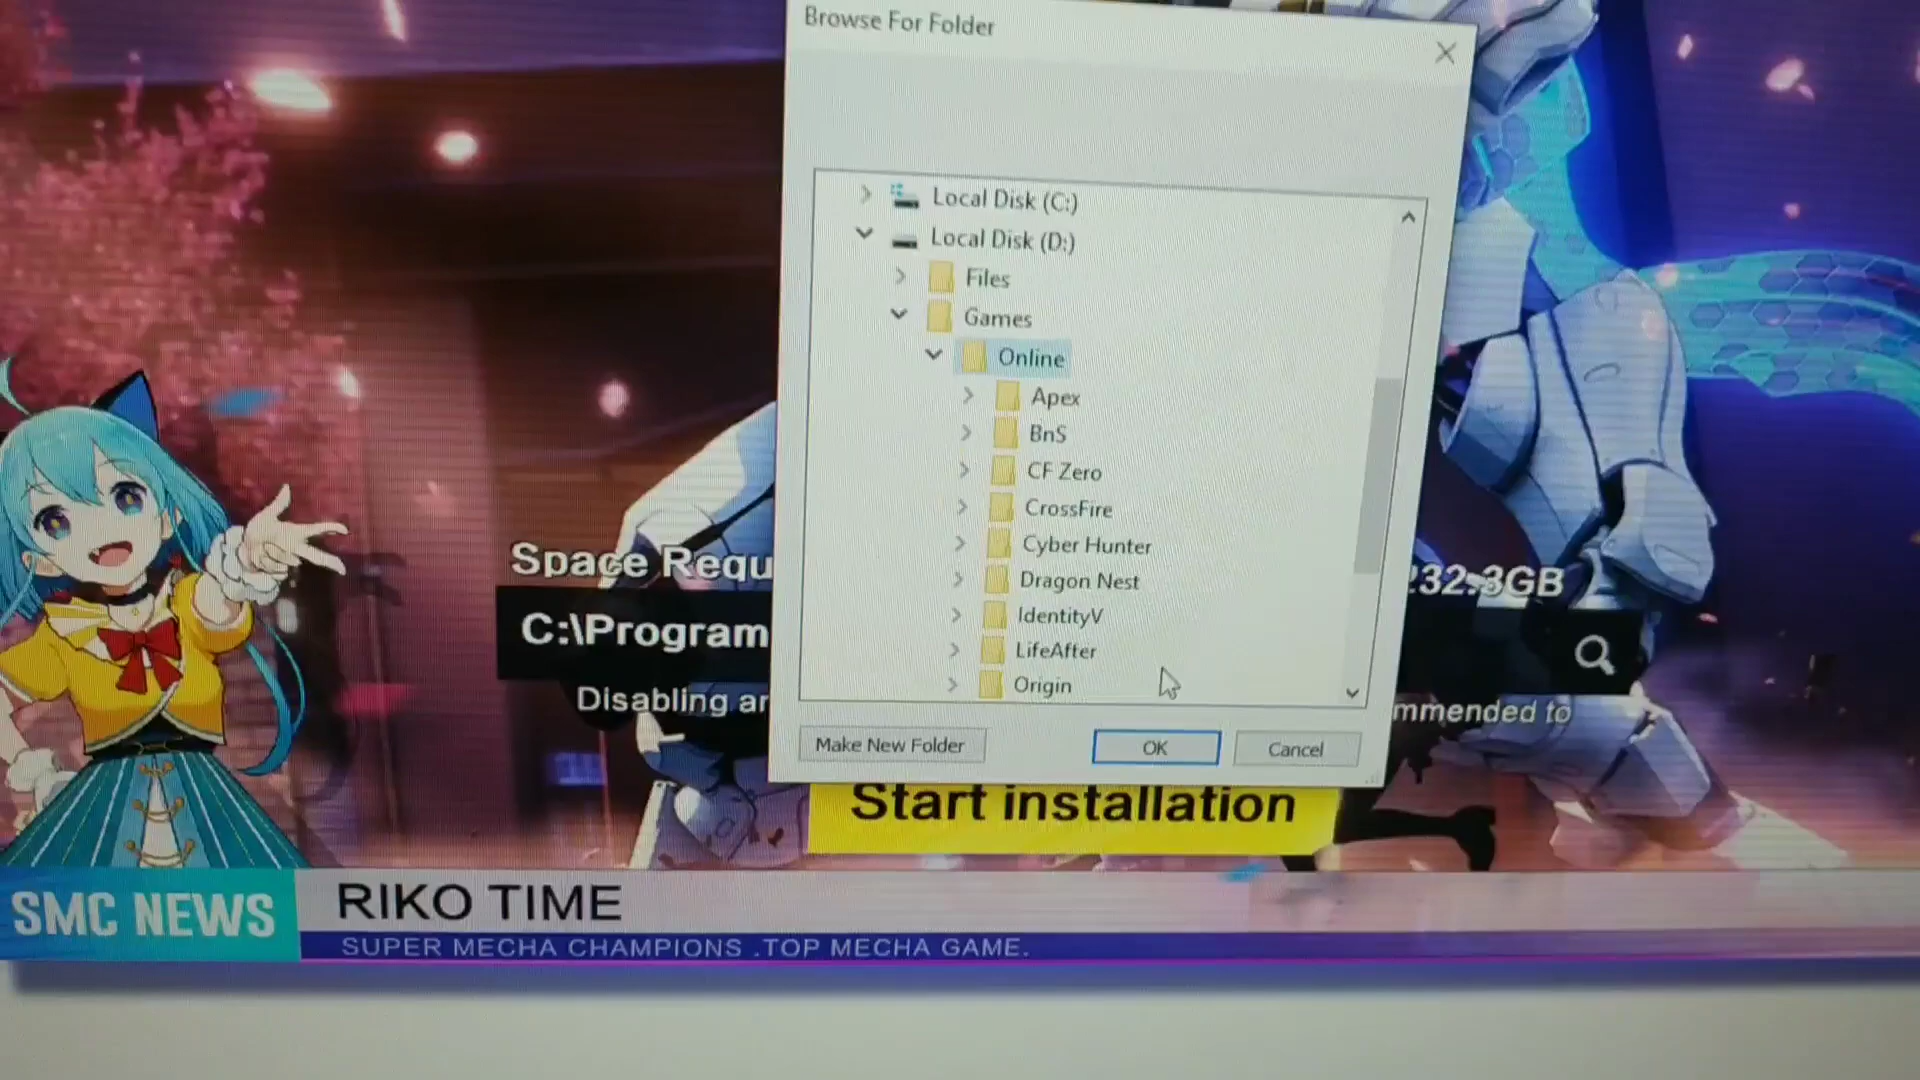 Browse For Folder
Local Disk (C:)
Local Disk (D:)
Files
Games
Online
Apex
BnS
CF Zero
CrossFire
Cyber Hunter
Dragon Nest
IdentityV
LifeAfter
Origin
Make New Folder
OK
Cancel
Space Requ
32.3GB
C:\Program
Disabling ar
mmended to
Start installation
SMC NEWS
RIKO TIME
SUPER MECHA CHAMPIONS .TOP MECHA GAME.